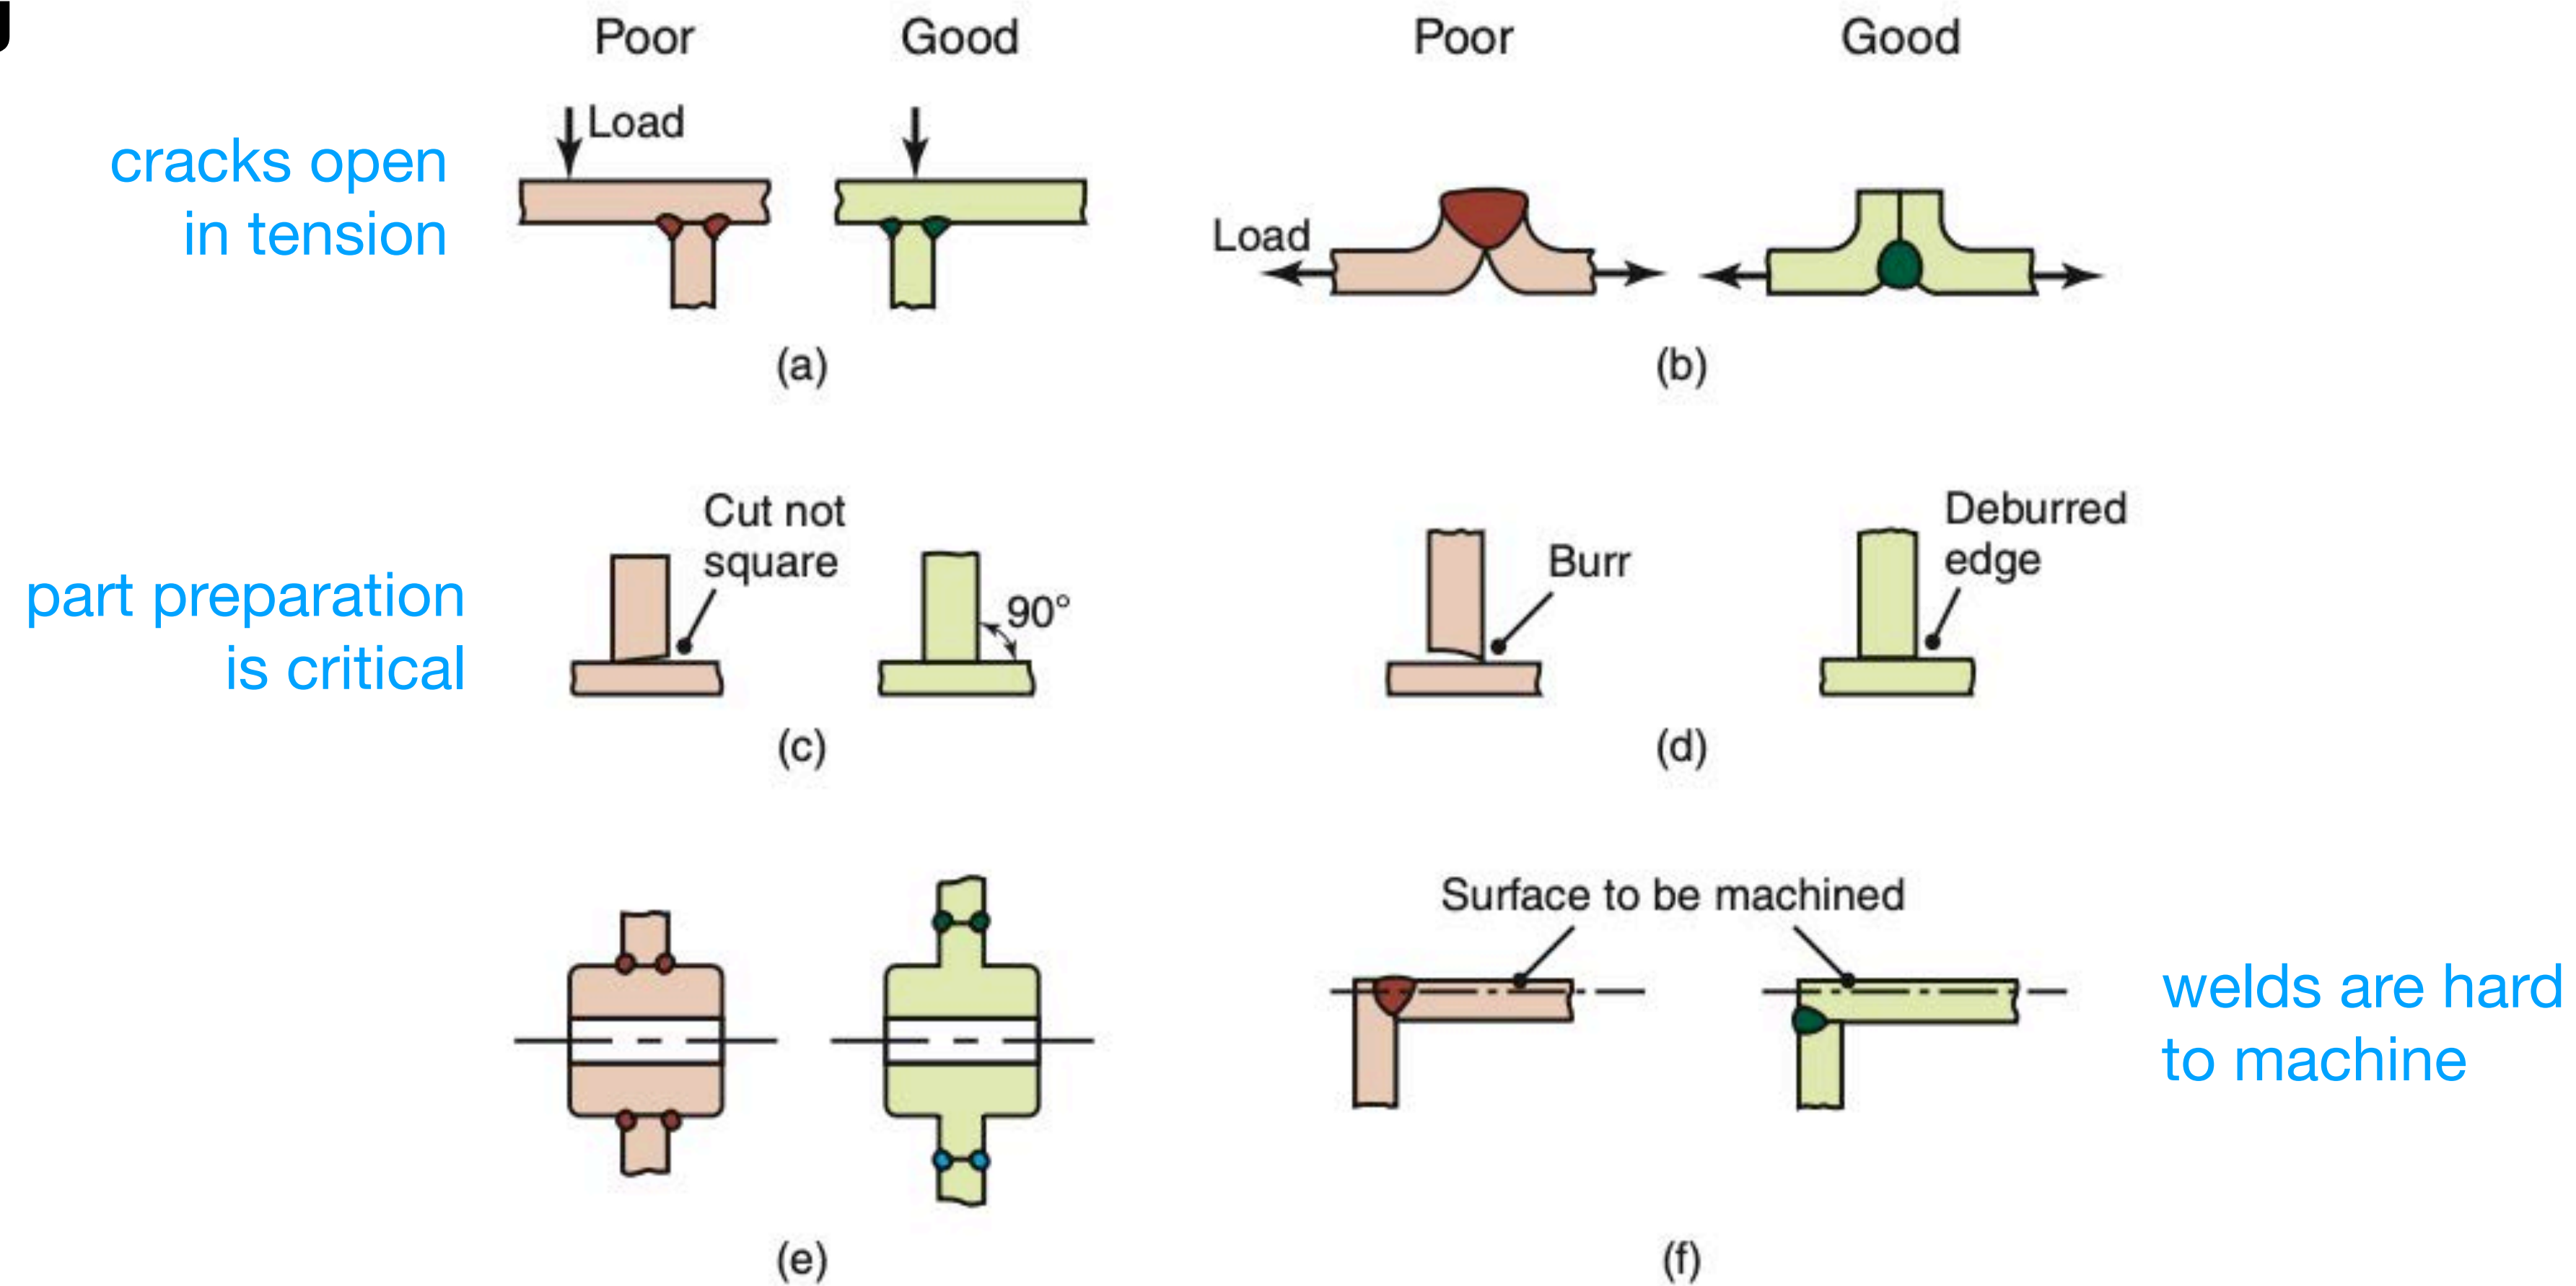 Poor Good Poor Good
Load
cracks open
in tension
Load
(a) (b)
Cut not
square
90°
Burr
Deburred
edge
part preparation
is critical
(c) (d)
Surface to be machined
welds are hard
to machine
(e) (f)